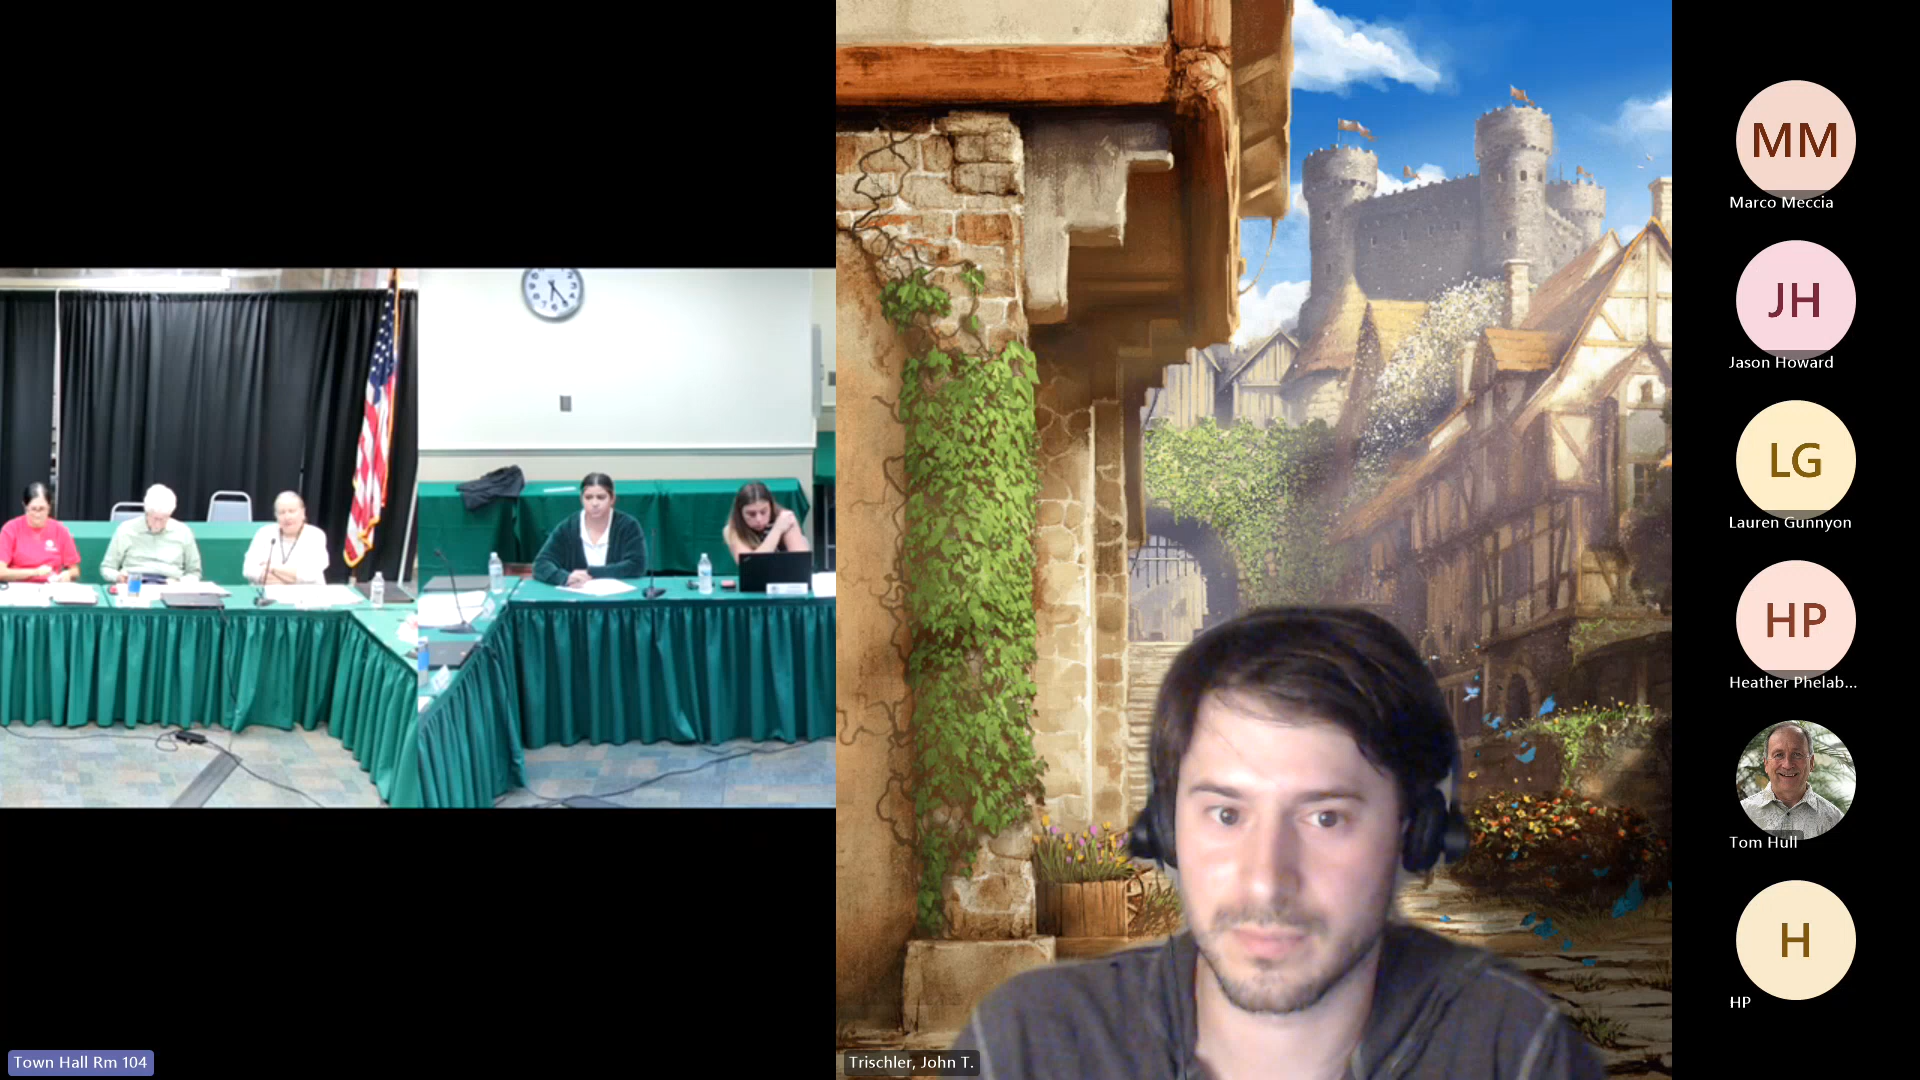 Town Hall Rm 104
Trischler, John T.
MM
Marco Meccia
JH
Jason Howard
LG
Lauren Gunnyon
HP
Heather Phelab...
Tom Hull
H
HP